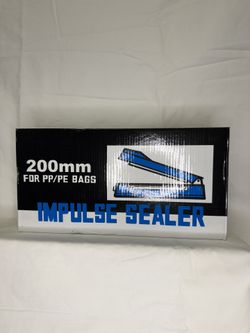 200mm
FOR PP/PE BAGS
IMPULSE SEALER